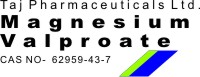 Taj Pharmaceuticals Ltd.
Magnesium
Valproate
CAS NO- 62959-43-7